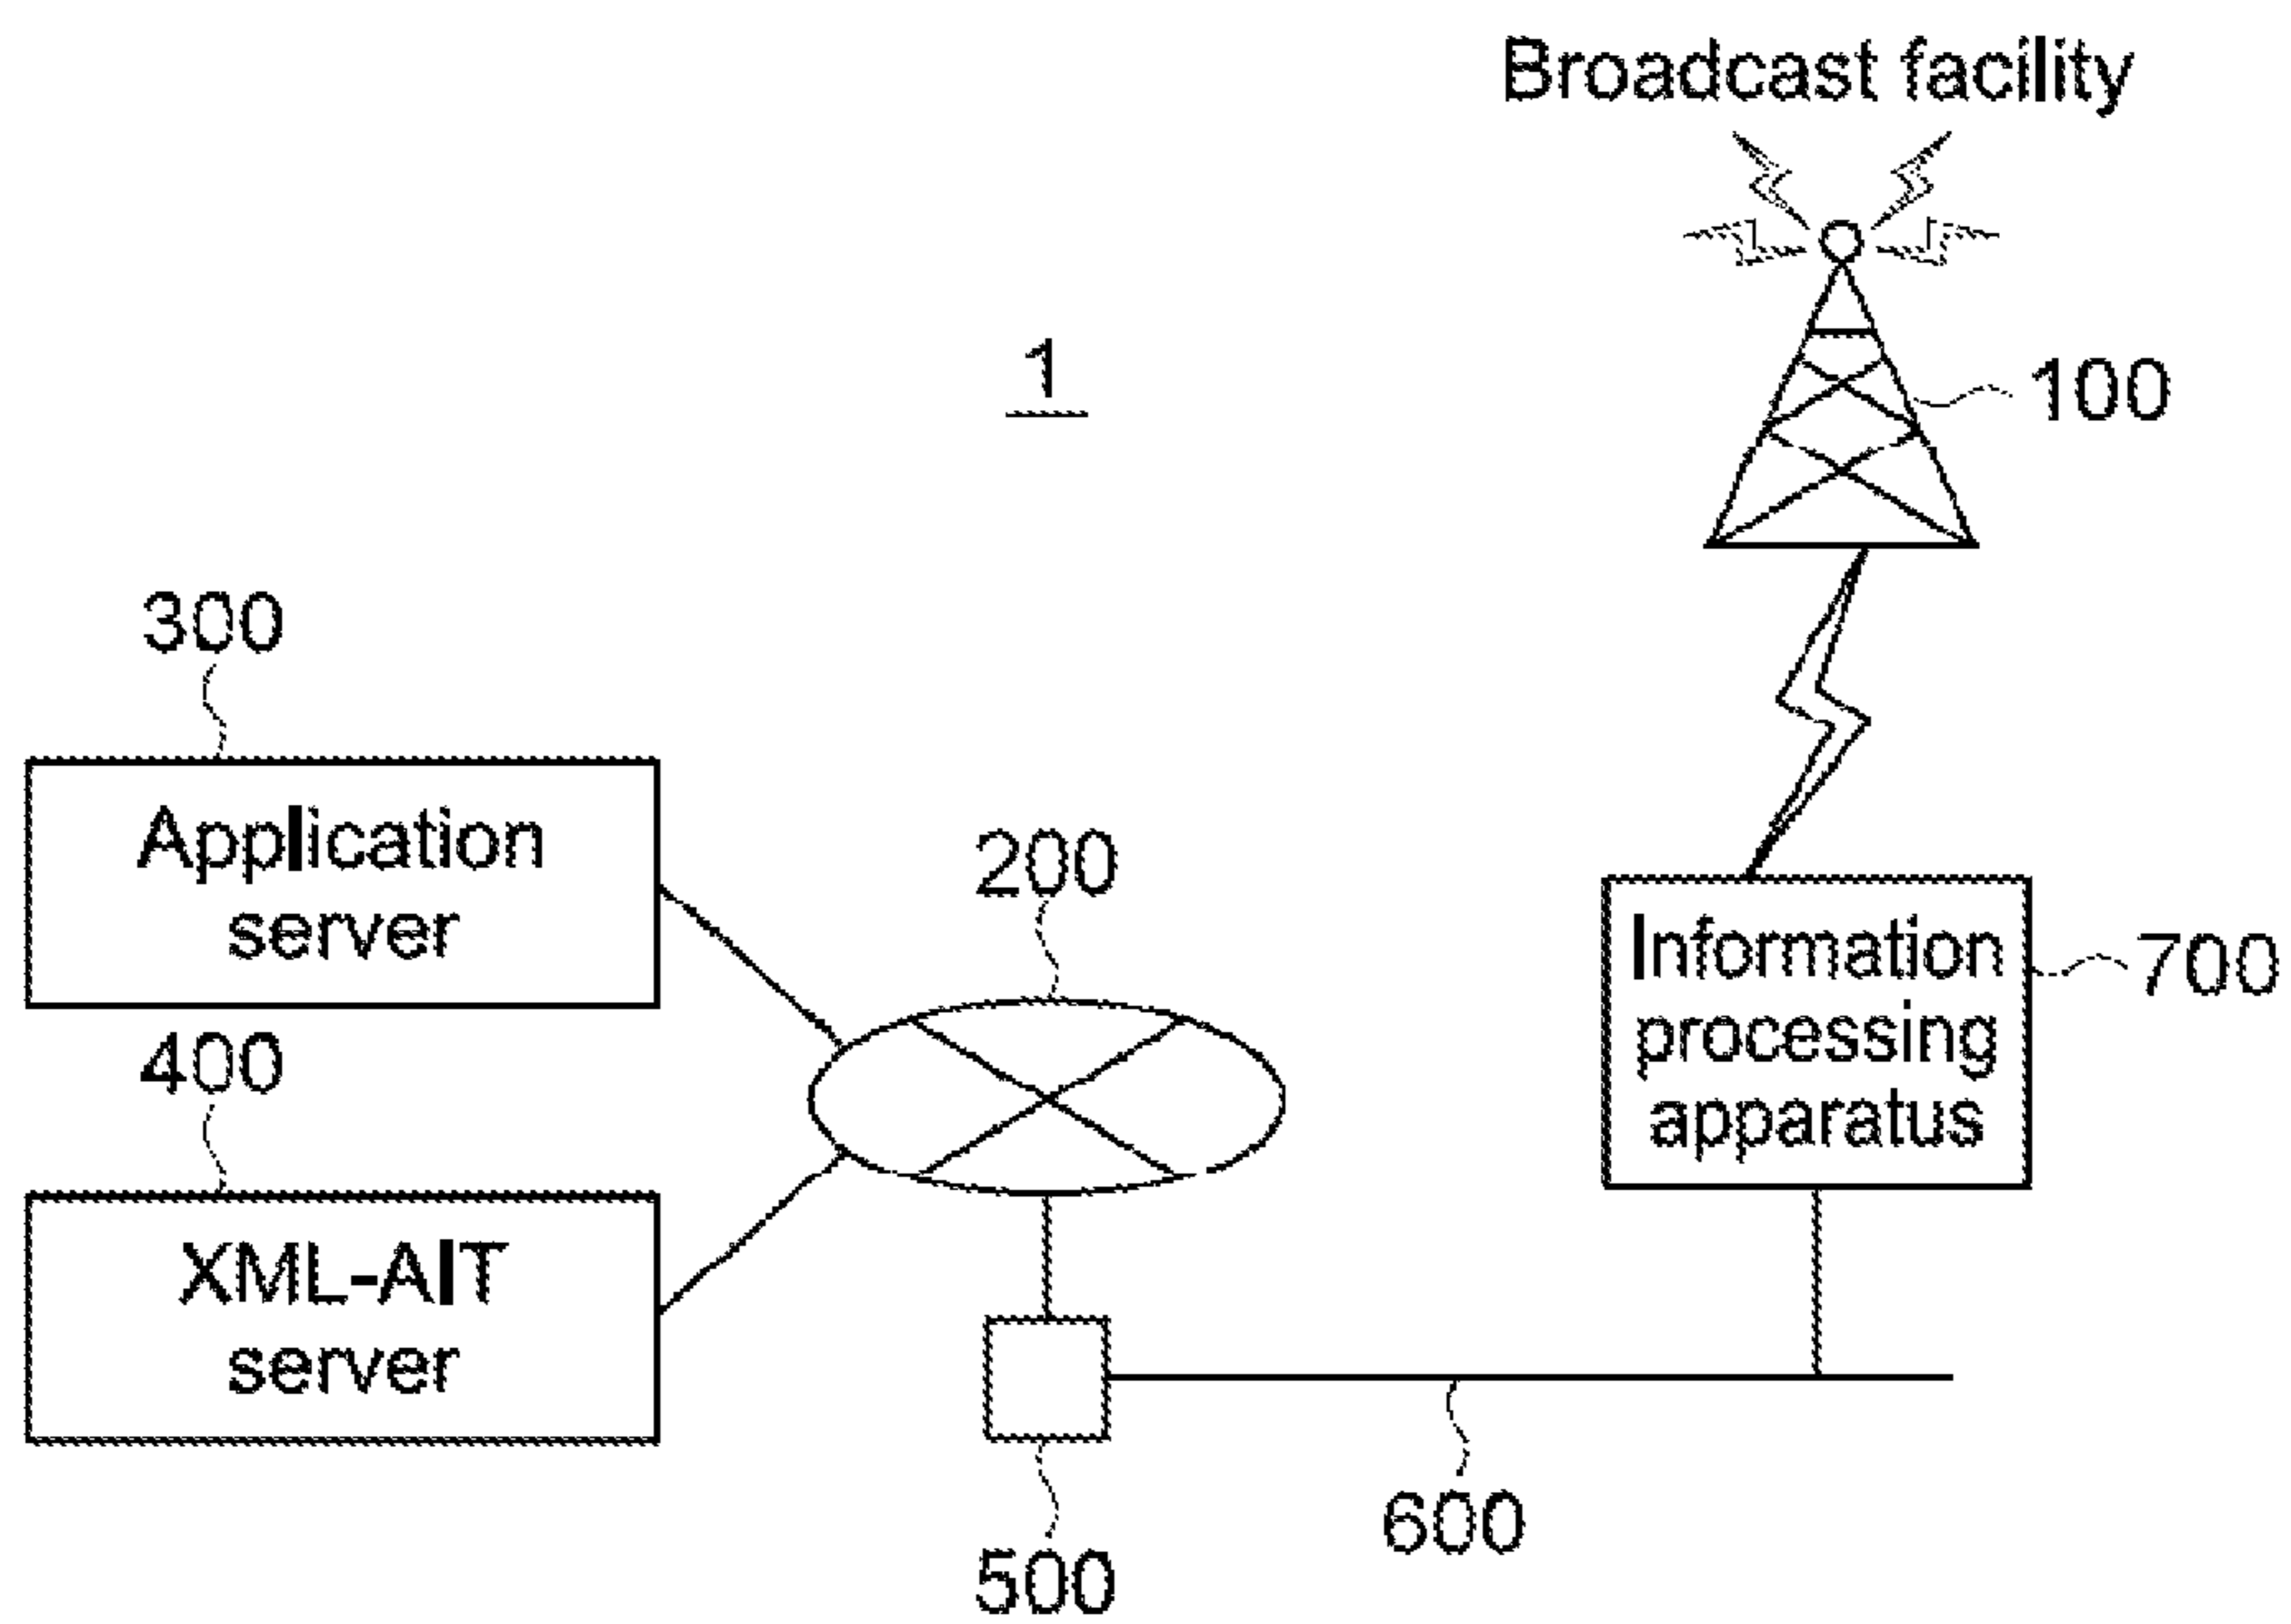 Broadcast facility
1
100
300
Application
server
200
Information
processing
apparatus
700
400
XML-AIT
server
600
500